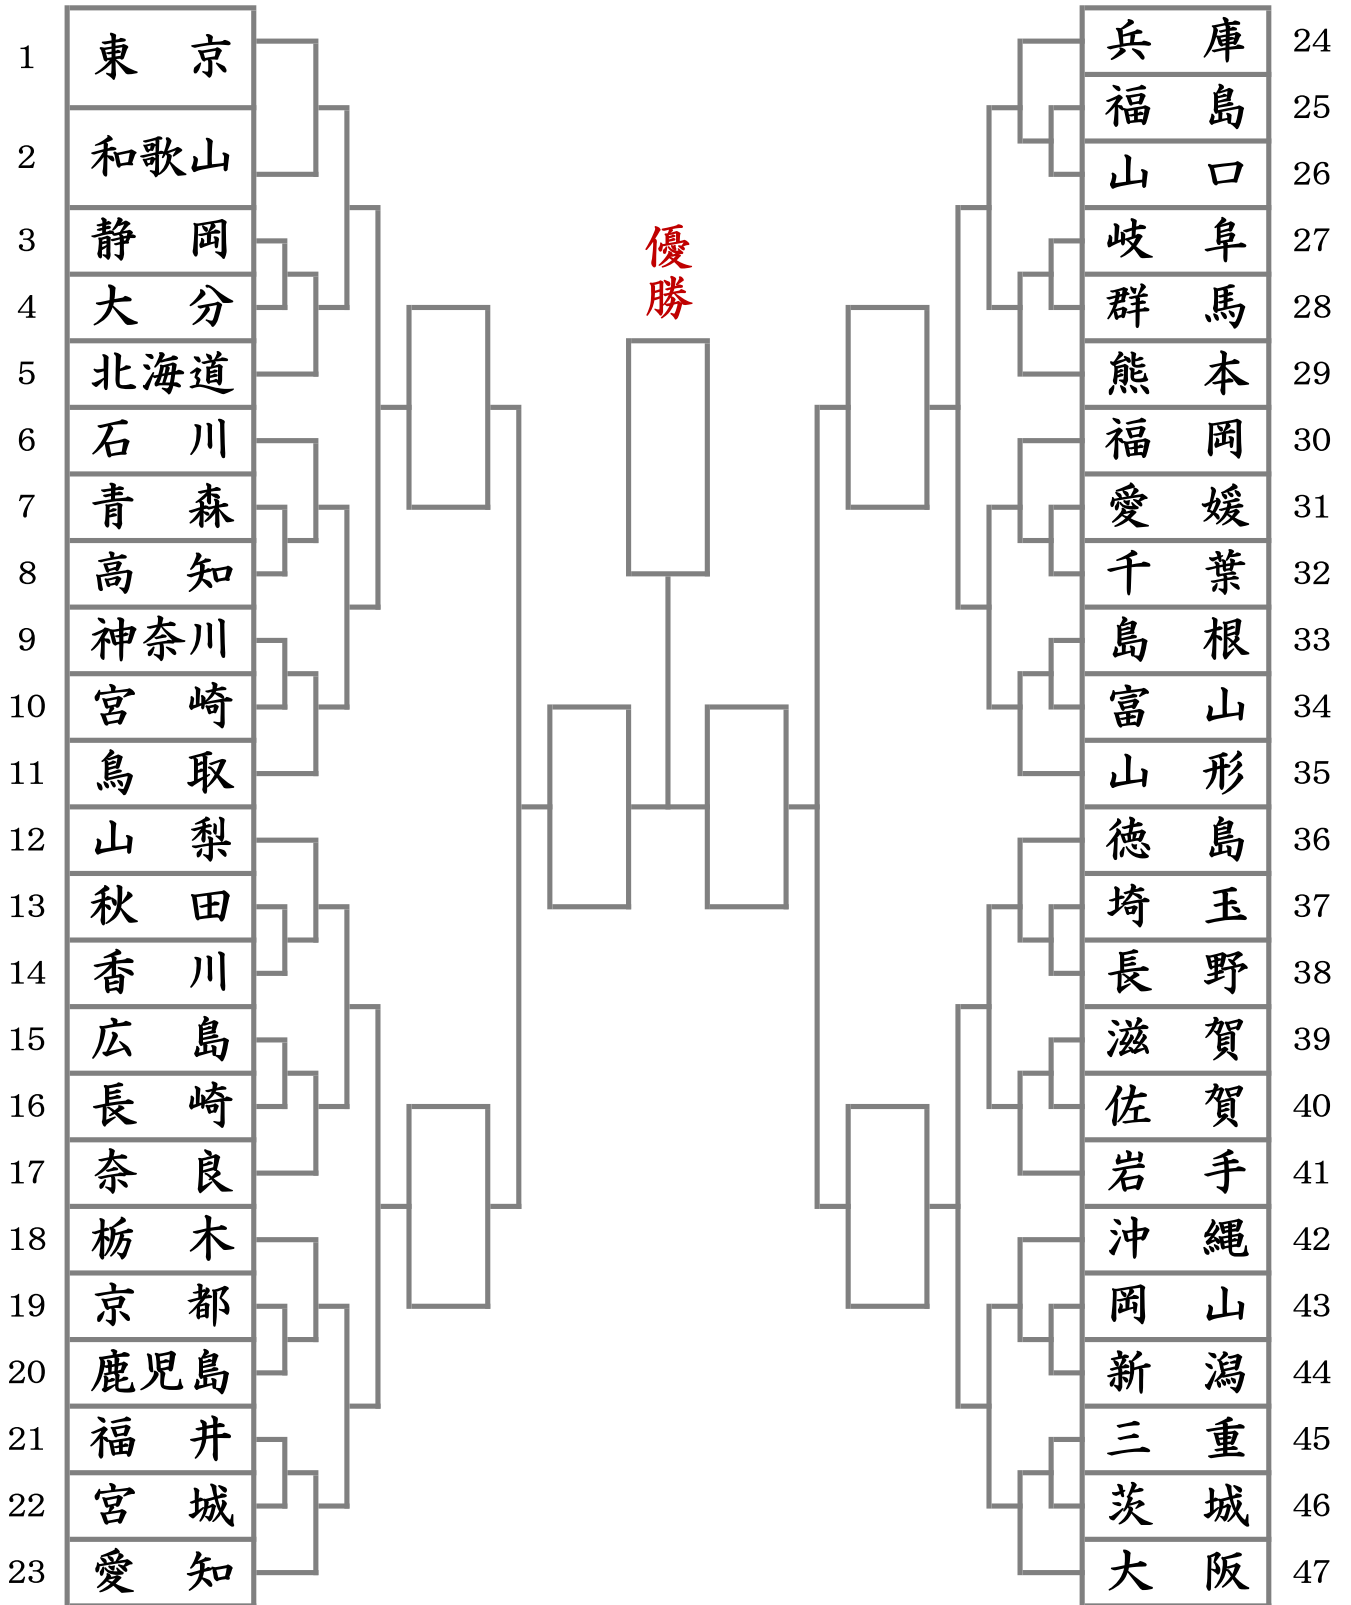 1 東京
2 和歌山
3 静岡
4 大分
5 北海道
6 石川
7 青森
8 高知
9 神奈川
10 宮崎
11 鳥取
12 山梨
13 秋田
14 香川
15 広島
16 長崎
17 奈良
18 栃木
19 京都
20 鹿児島
21 福井
22 宮城
23 愛知
優勝
兵庫 24
福島 25
山口 26
岐阜 27
群馬 28
熊本 29
福岡 30
愛媛 31
千葉 32
島根 33
富山 34
山形 35
徳島 36
埼玉 37
長野 38
滋賀 39
佐賀 40
岩手 41
沖縄 42
岡山 43
新潟 44
三重 45
茨城 46
大阪 47